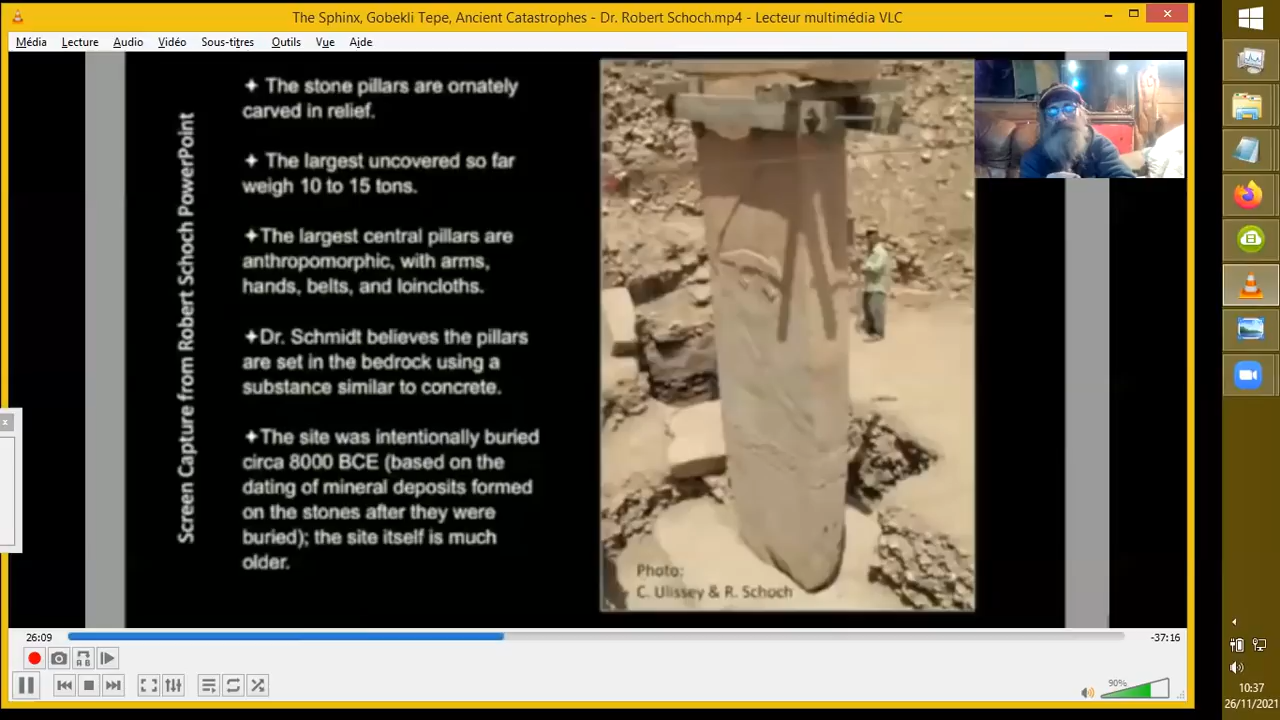 The Sphinx, Gobekli Tepe, Ancient Catastrophes - Dr. Robert Schoch.mp4 - Lecteur multimédia VLC
Média Lecture Audio Vidéo Sous-titres Outils Vue Aide
Screen Capture from Robert Schoch PowerPoint
✦ The stone pillars are ornately
carved in relief.
✦ The largest uncovered so far
weigh 10 to 15 tons.
✦The largest central pillars are
anthropomorphic, with arms,
hands, belts, and loincloths.
✦Dr. Schmidt believes the pillars
are set in the bedrock using a
substance similar to concrete.
✦The site was intentionally buried
circa 8000 BCE (based on the
dating of mineral deposits formed
on the stones after they were
buried); the site itself is much
older.
Photo:
C. Ulissey & R. Schoch
26:09
-37:16
90%
10:37
26/11/2021